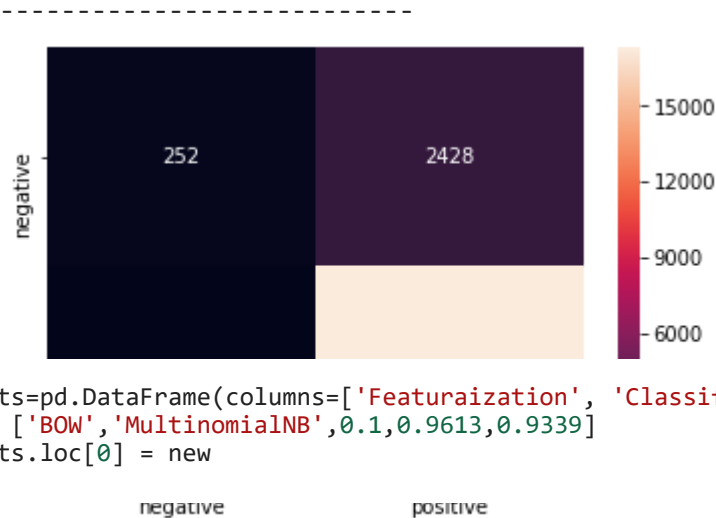 ---------------------------
252 2428
negative
15000
12000
9000
6000
ts=pd.DataFrame(columns=['Featuraization', 'Classi
['BOW','MultinomialNB',0.1,0.9613,0.9339]
ts.loc[0] = new
negative positive